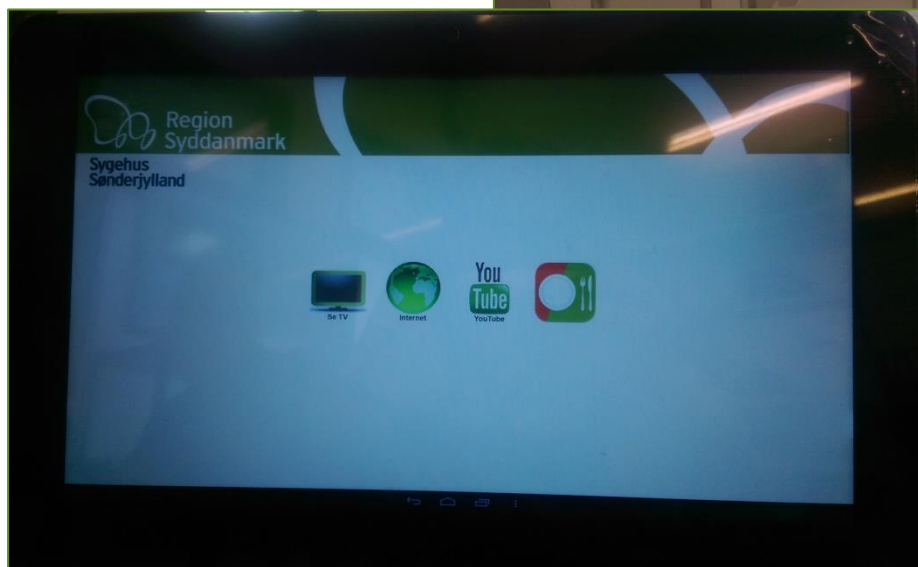 Region
Syddanmark
Sygehus
Sønderjylland
Se TV
Internet
You
Tube
YouTube